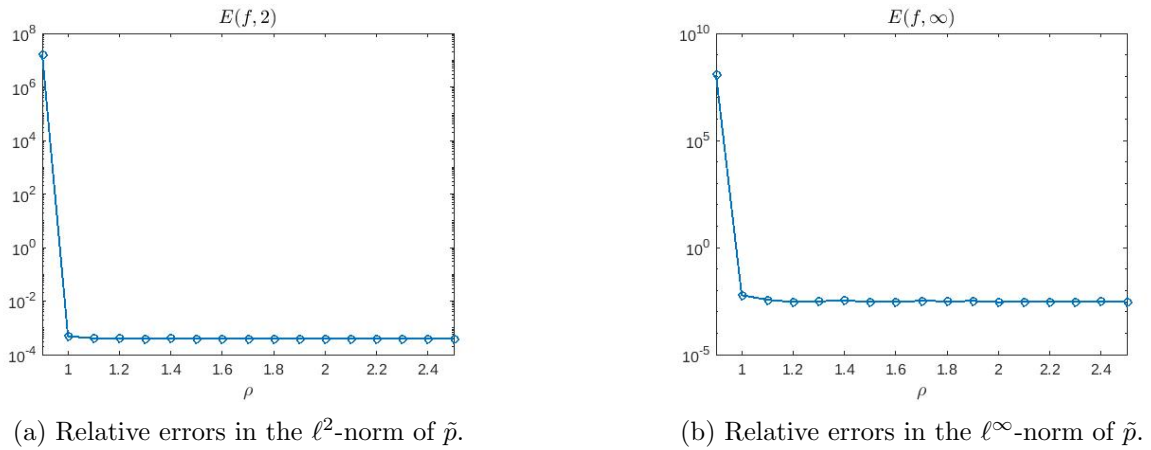 E(f, 2)
10^8
10^6
10^4
10^2
10^0
10^-2
10^-4
1 1.2 1.4 1.6 1.8 2 2.2 2.4
ρ
(a) Relative errors in the ℓ²-norm of p̃.
E(f, ∞)
10^10
10^5
10^0
10^-5
1 1.2 1.4 1.6 1.8 2 2.2 2.4
ρ
(b) Relative errors in the ℓ^∞-norm of p̃.